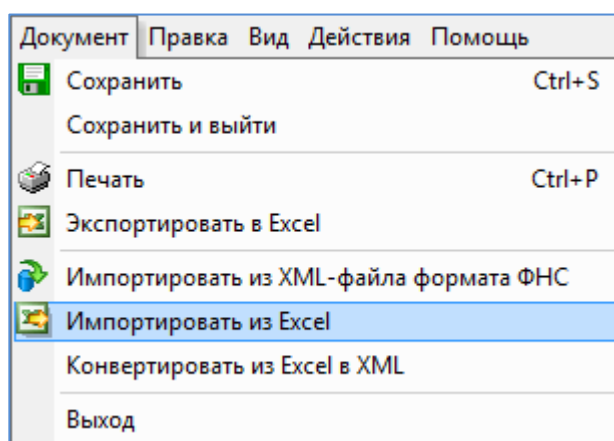 Документ Правка Вид Действия Помощь
Сохранить Ctrl+S
Сохранить и выйти
Печать Ctrl+P
Экспортировать в Excel
Импортировать из XML-файла формата ФНС
Импортировать из Excel
Конвертировать из Excel в XML
Выход